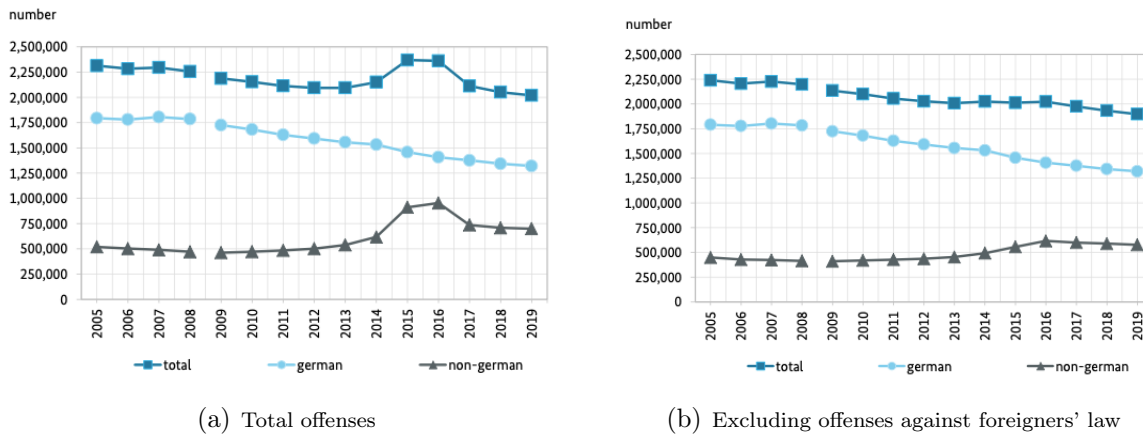 number
2,500,000
2,250,000
2,000,000
1,750,000
1,500,000
1,250,000
1,000,000
750,000
500,000
250,000
0
2005 2006 2007 2008 2009 2010 2011 2012 2013 2014 2015 2016 2017 2018 2019
total german non-german
(a) Total offenses
number
2,500,000
2,250,000
2,000,000
1,750,000
1,500,000
1,250,000
1,000,000
750,000
500,000
250,000
0
2005 2006 2007 2008 2009 2010 2011 2012 2013 2014 2015 2016 2017 2018 2019
total german non-german
(b) Excluding offenses against foreigners' law